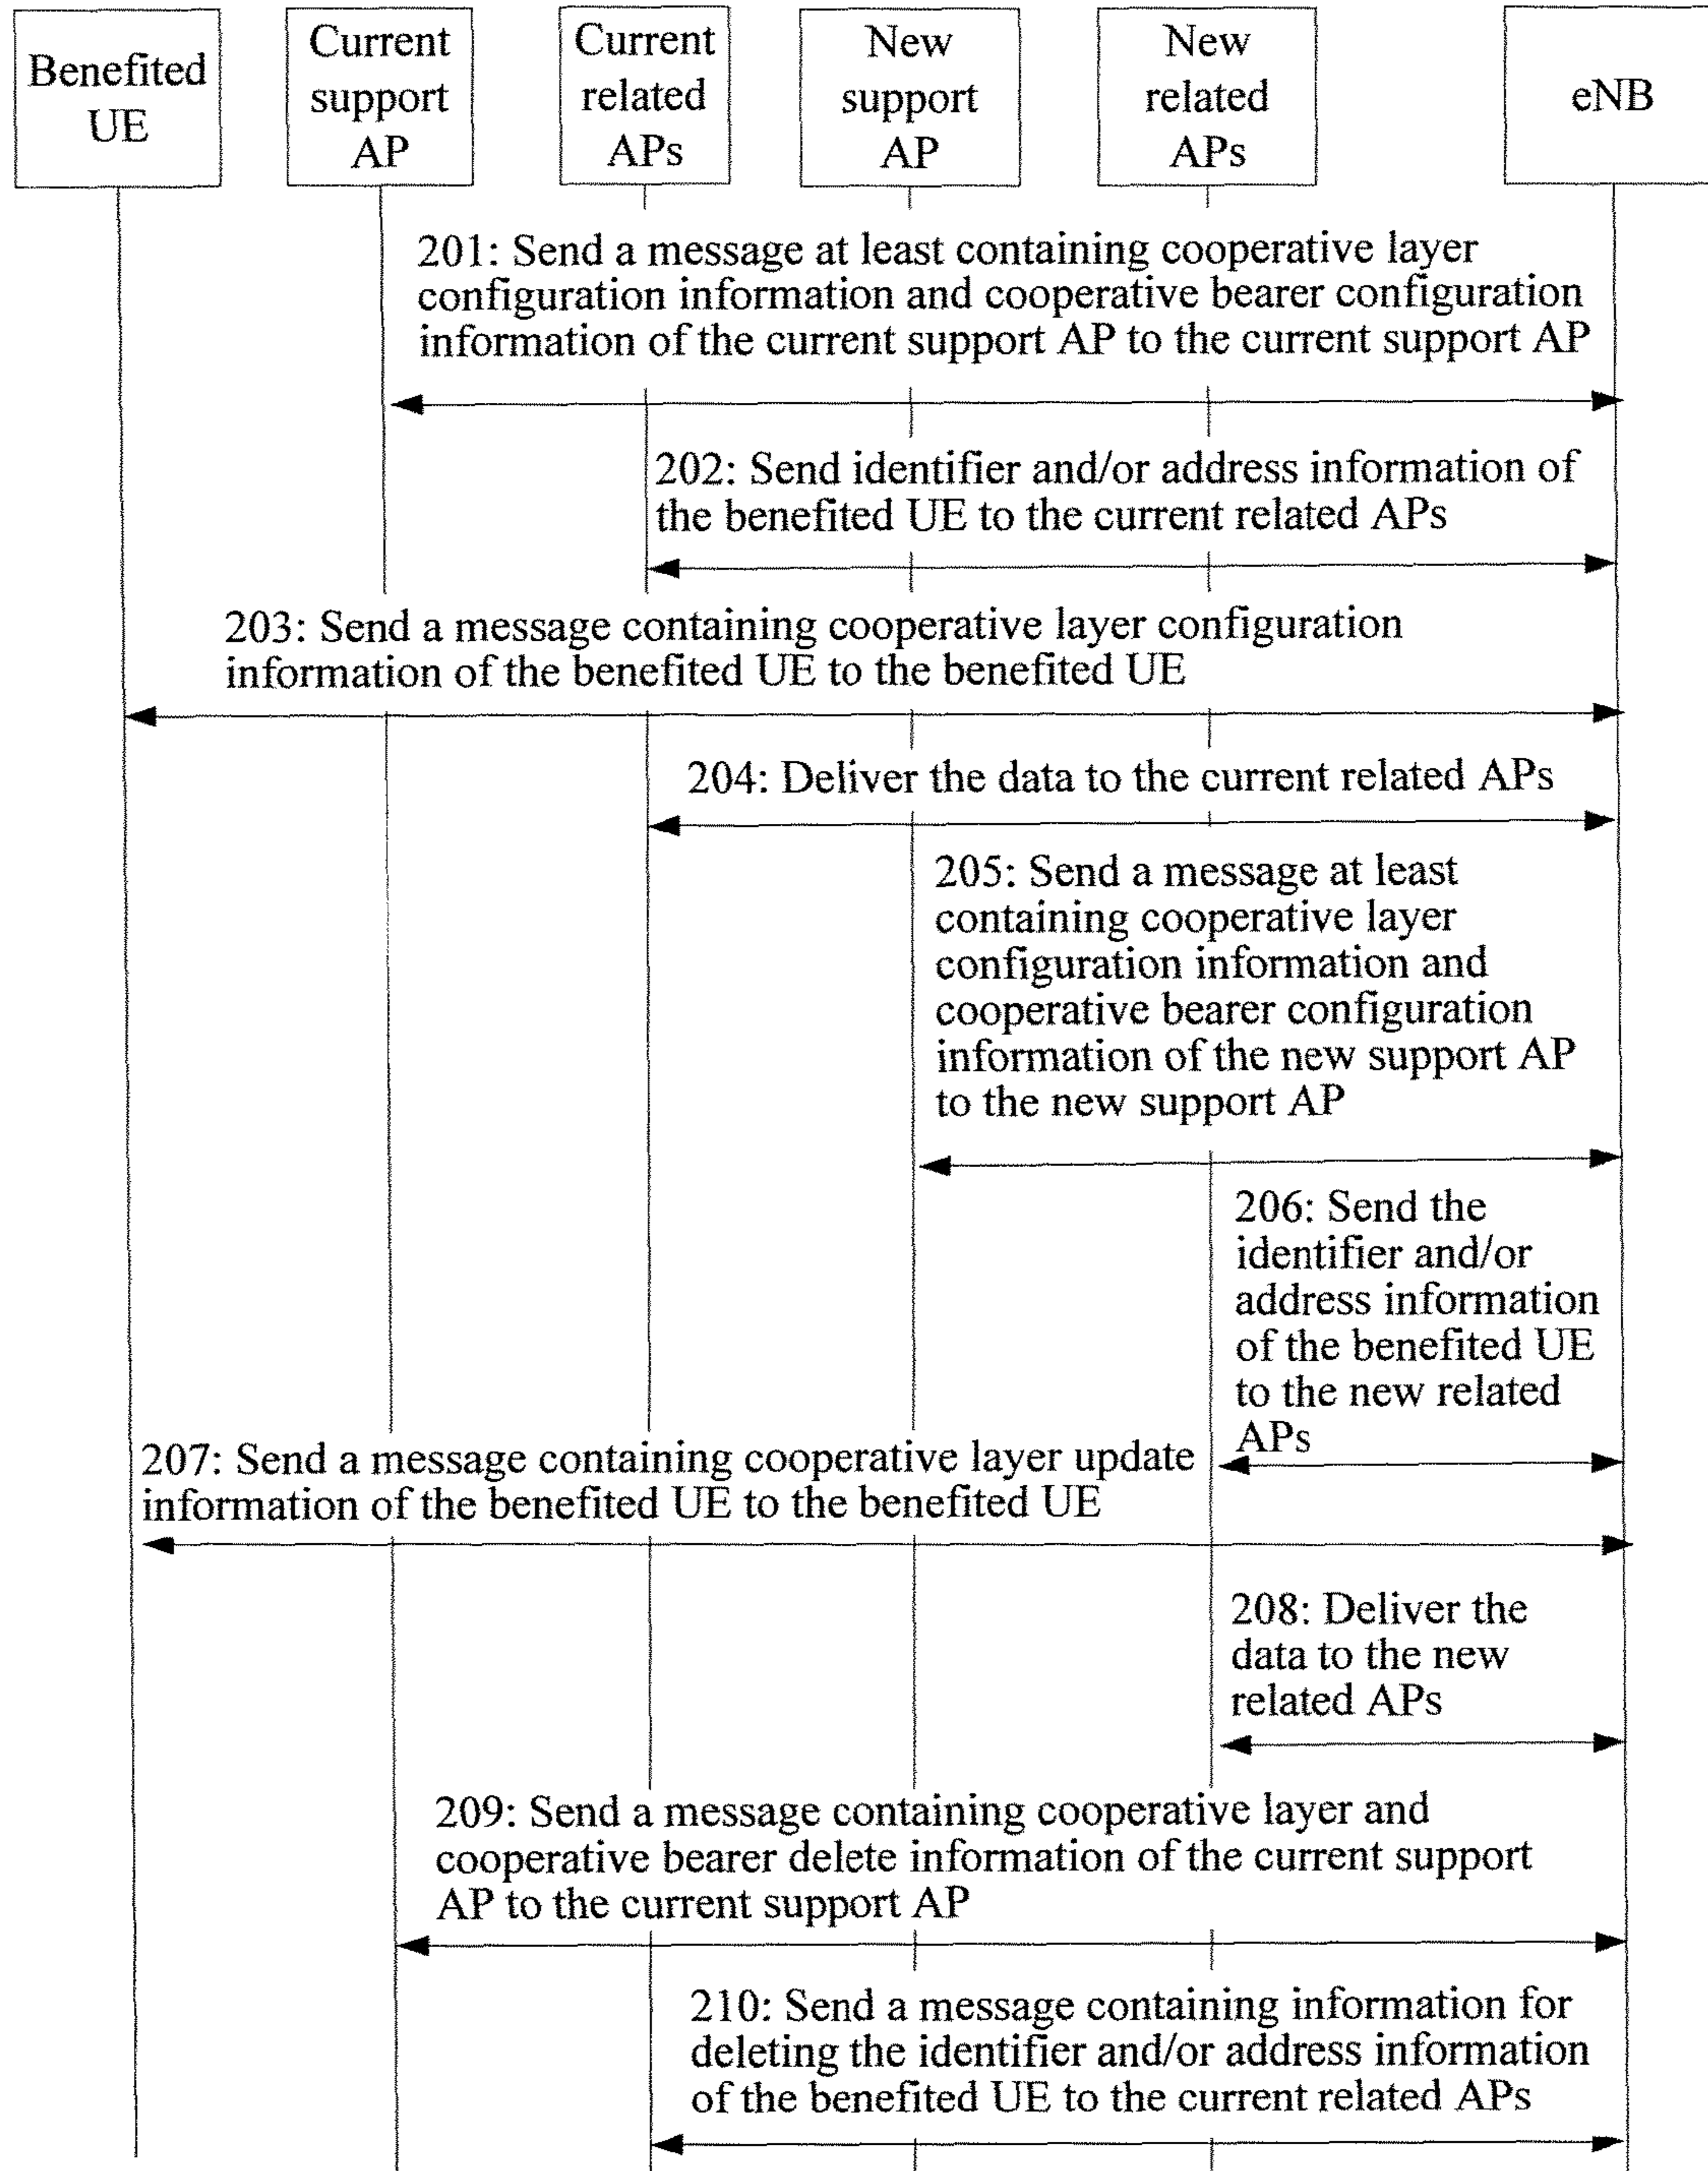 Benefited
UE
Current
support
AP
Current
related
APs
New
support
AP
New
related
APs
eNB
201: Send a message at least containing cooperative layer
configuration information and cooperative bearer configuration
information of the current support AP to the current support AP
202: Send identifier and/or address information of
the benefited UE to the current related APs
203: Send a message containing cooperative layer configuration
information of the benefited UE to the benefited UE
204: Deliver the data to the current related APs
205: Send a message at least
containing cooperative layer
configuration information and
cooperative bearer configuration
information of the new support AP
to the new support AP
206: Send the
identifier and/or
address information
of the benefited UE
to the new related
APs
207: Send a message containing cooperative layer update
information of the benefited UE to the benefited UE
208: Deliver the
data to the new
related APs
209: Send a message containing cooperative layer and
cooperative bearer delete information of the current support
AP to the current support AP
210: Send a message containing information for
deleting the identifier and/or address information
of the benefited UE to the current related APs